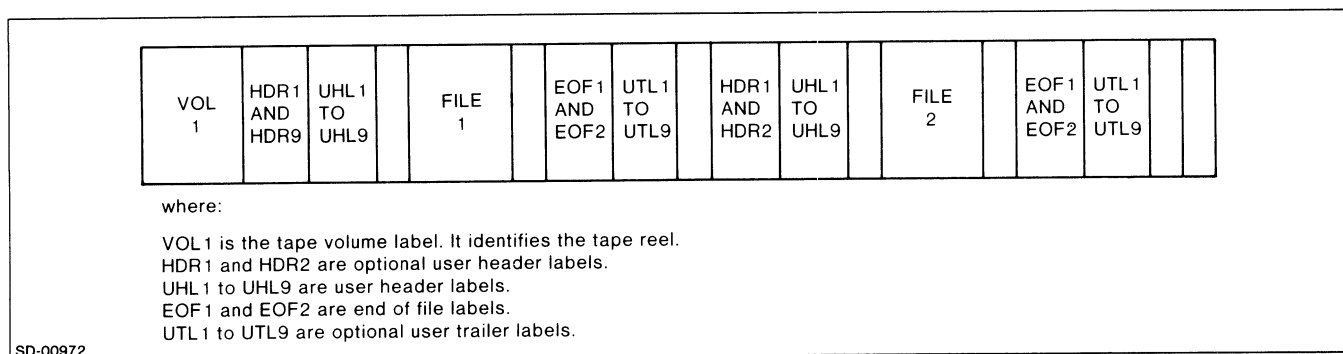 VOL 1
HDR1 AND HDR9
UHL1 TO UHL9
FILE 1
EOF1 AND EOF2
UTL1 TO UTL9
HDR1 AND HDR2
UHL1 TO UHL9
FILE 2
EOF1 AND EOF2
UTL1 TO UTL9
where:
VOL1 is the tape volume label. It identifies the tape reel.
HDR1 and HDR2 are optional user header labels.
UHL1 to UHL9 are user header labels.
EOF1 and EOF2 are end of file labels.
UTL1 to UTL9 are optional user trailer labels.
SD-00972